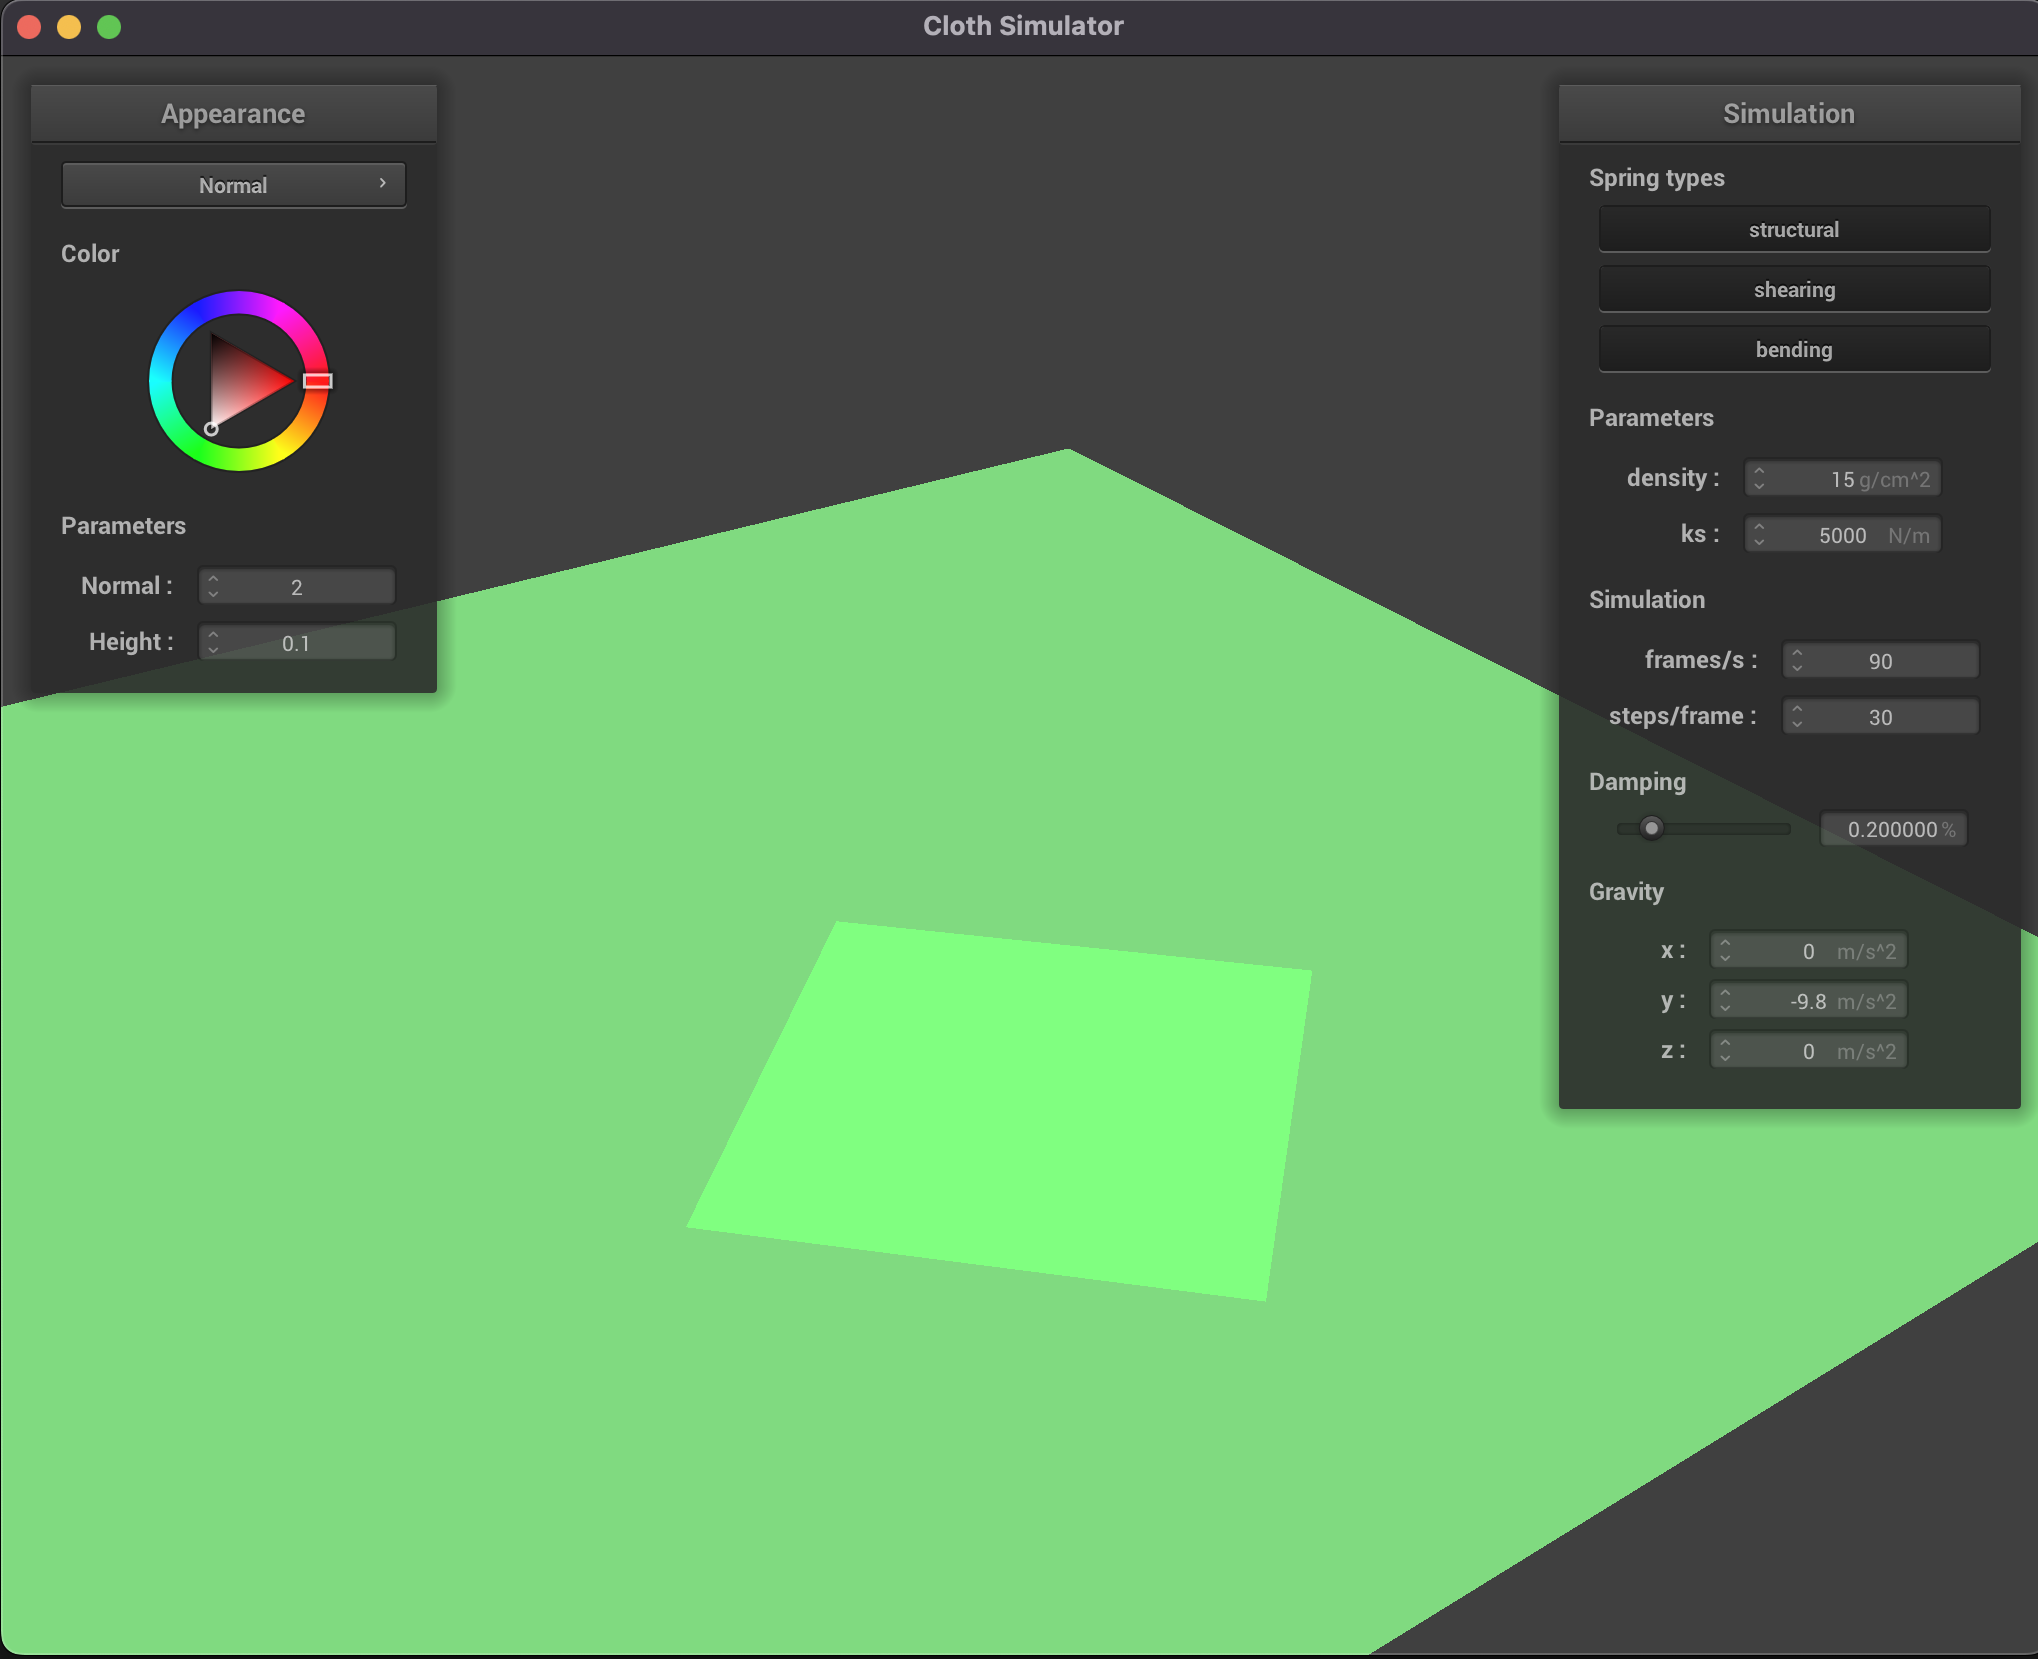 Cloth Simulator
Appearance
Normal
Color
Parameters
Normal : 2
Height : 0.1
Simulation
Spring types
structural
shearing
bending
Parameters
density : 15 g/cm^2
ks : 5000 N/m
Simulation
frames/s : 90
steps/frame : 30
Damping
0.200000 %
Gravity
x : 0 m/s^2
y : -9.8 m/s^2
z : 0 m/s^2